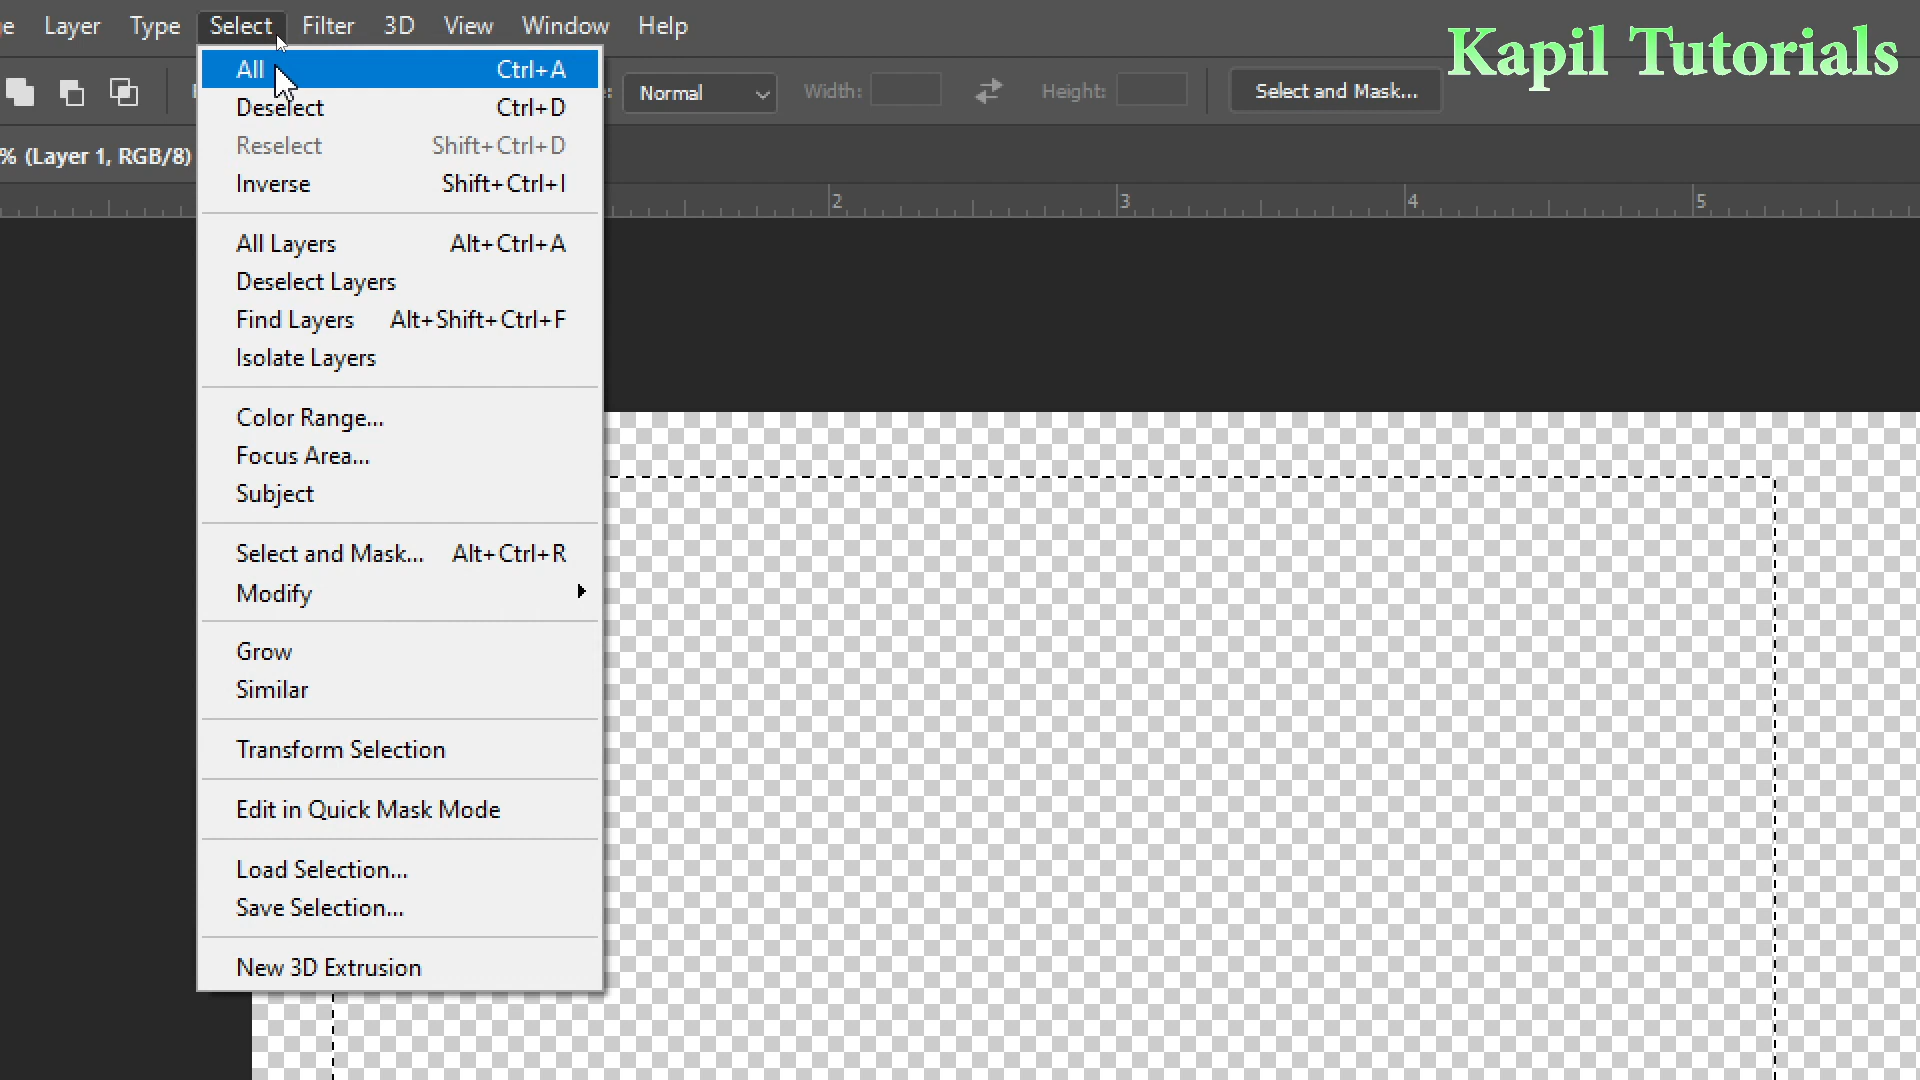 Layer Type Select Filter 3D View Window Help
Kapil Tutorials
Normal Width: Height: Select and Mask...
% (Layer 1, RGB/8)
2 3 4 5
All Ctrl+A
Deselect Ctrl+D
Reselect Shift+Ctrl+D
Inverse Shift+Ctrl+I
All Layers Alt+Ctrl+A
Deselect Layers
Find Layers Alt+Shift+Ctrl+F
Isolate Layers
Color Range...
Focus Area...
Subject
Select and Mask... Alt+Ctrl+R
Modify
Grow
Similar
Transform Selection
Edit in Quick Mask Mode
Load Selection...
Save Selection...
New 3D Extrusion